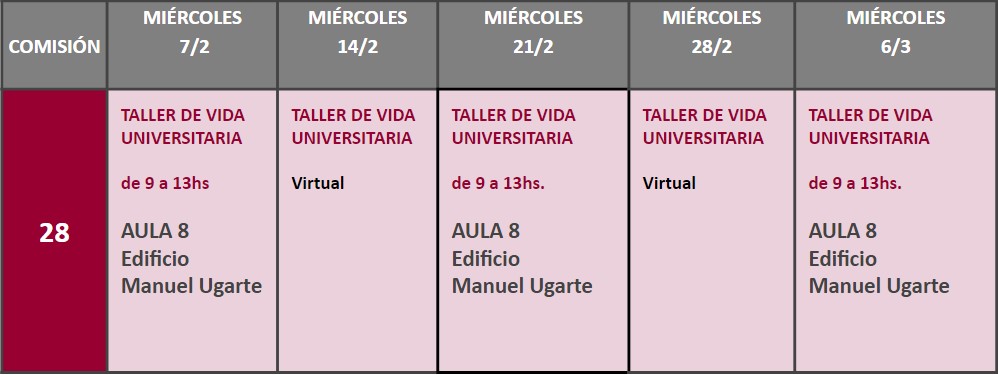 COMISIÓN
MIÉRCOLES
7/2
MIÉRCOLES
14/2
MIÉRCOLES
21/2
MIÉRCOLES
28/2
MIÉRCOLES
6/3
28
TALLER DE VIDA
UNIVERSITARIA
de 9 a 13hs
AULA 8
Edificio
Manuel Ugarte
TALLER DE VIDA
UNIVERSITARIA
Virtual
TALLER DE VIDA
UNIVERSITARIA
de 9 a 13hs.
AULA 8
Edificio
Manuel Ugarte
TALLER DE VIDA
UNIVERSITARIA
Virtual
TALLER DE VIDA
UNIVERSITARIA
de 9 a 13hs.
AULA 8
Edificio
Manuel Ugarte